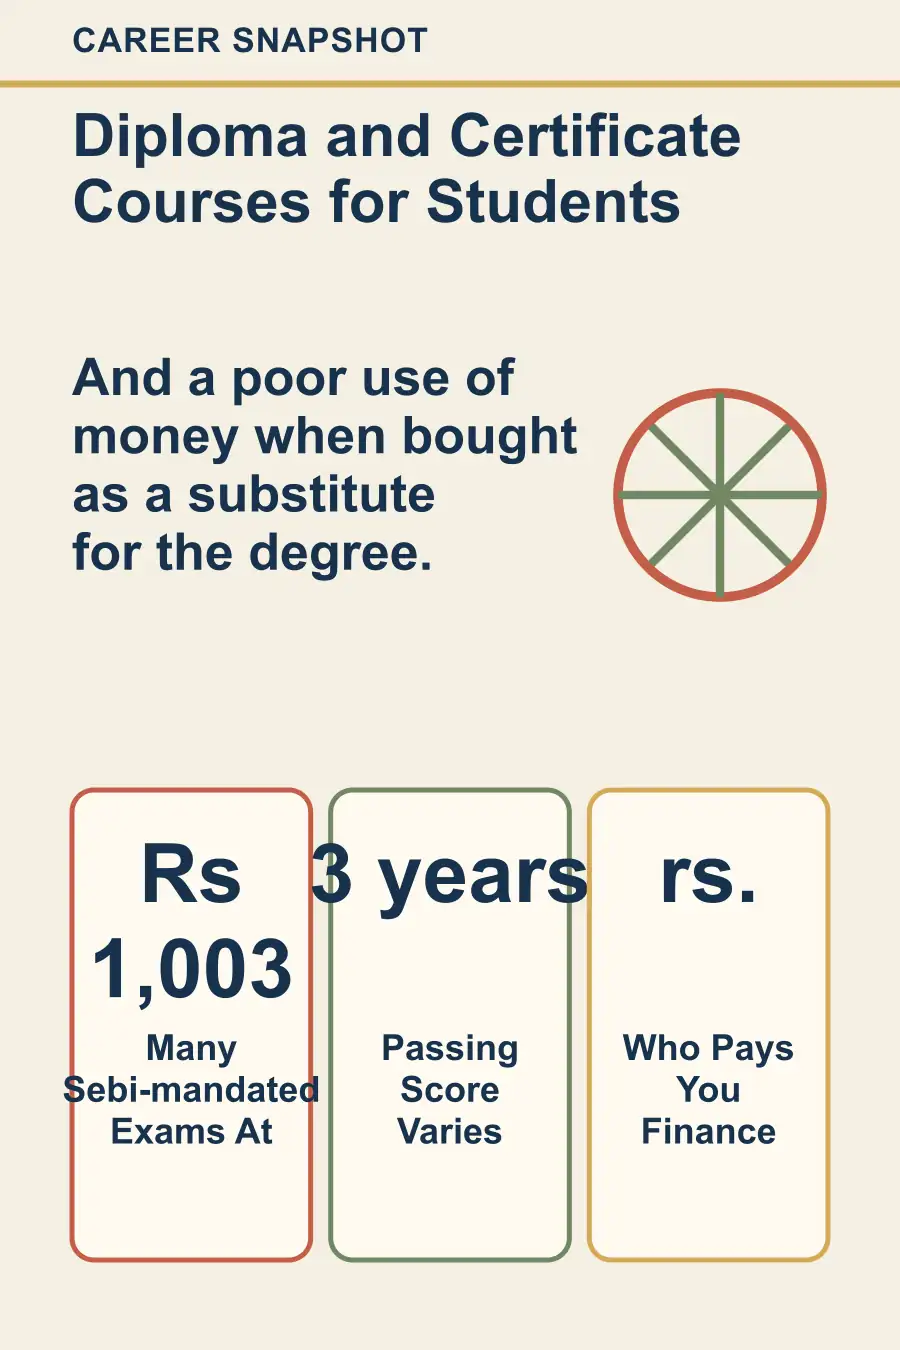 CAREER SNAPSHOT
Diploma and Certificate
Courses for Students
And a poor use of
money when bought
as a substitute
for the degree.
Rs
1,003
Many
Sebi-mandated
Exams At
3 years
Passing
Score
Varies
rs.
Who Pays
You
Finance